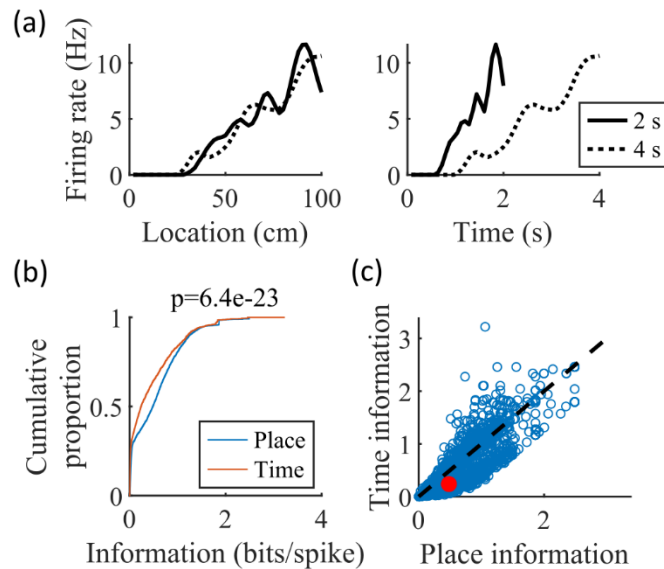 (a)
Firing rate (Hz)
10
5
0
0
50
100
Location (cm)
10
5
0
0
2
4
Time (s)
2 s
4 s
(b)
p=6.4e-23
Cumulative
proportion
1
0.5
0
0
2
4
Place
Time
Information (bits/spike)
(c)
Time information
3
2
1
0
0
2
Place information